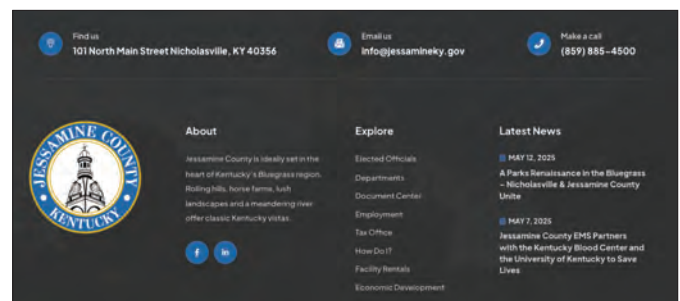 Find us
101 North Main Street Nicholasville, KY 40356
Email us
info@jessamineky.gov
Make a call
(859) 885-4500
JESSAMINE COUNTY
KENTUCKY
About
Jessamine County is ideally set in the
heart of Kentucky's Bluegrass region.
Rolling hills, horse farms, lush
landscapes and a meandering river
offer classic Kentucky vistas.
f in
Explore
Elected Officials
Departments
Document Center
Employment
Tax Office
How Do I?
Facility Rentals
Economic Development
Latest News
MAY 12, 2025
A Parks Renaissance in the Bluegrass
– Nicholasville & Jessamine County
Unite
MAY 7, 2025
Jessamine County EMS Partners
with the Kentucky Blood Center and
the University of Kentucky to Save
Lives